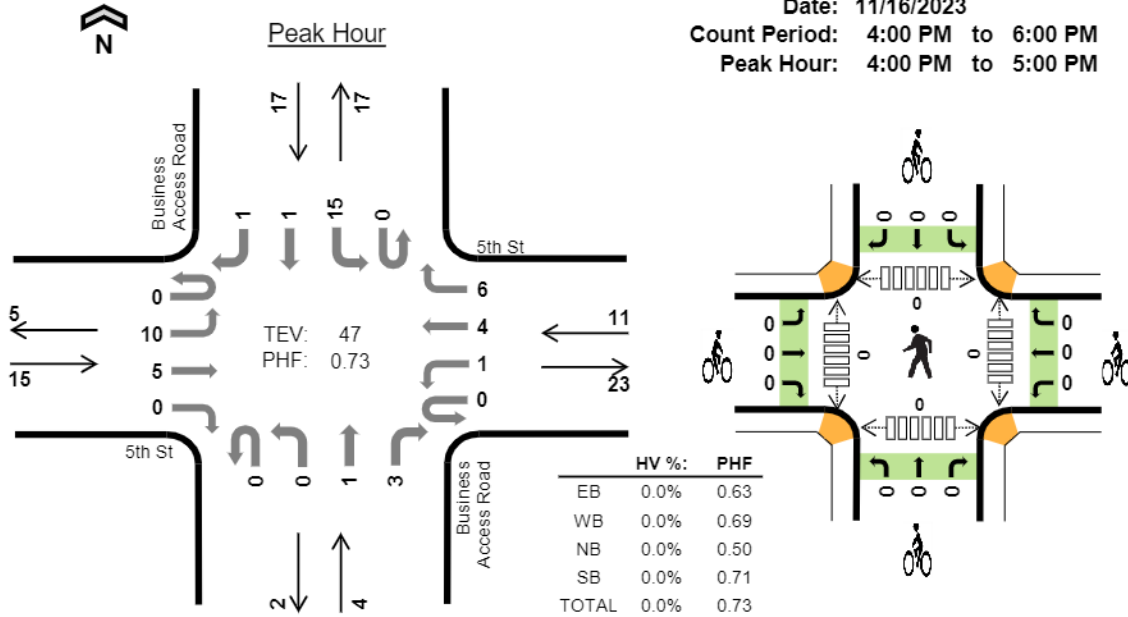 Date: 11/16/2023
N
Peak Hour
Count Period: 4:00 PM to 6:00 PM
Peak Hour: 4:00 PM to 5:00 PM
17
17
Business
Access Road
1
1
15
0
5th St
0
6
5
10
TEV: 47
4
11
PHF: 0.73
15
5
1
23
0
0
5th St
0
0
1
3
Business
Access Road
2
4
HV %: PHF
EB 0.0% 0.63
WB 0.0% 0.69
NB 0.0% 0.50
SB 0.0% 0.71
TOTAL 0.0% 0.73
0 0 0
0
0
0
0
0
0
0
0
0
0
0
0 0 0